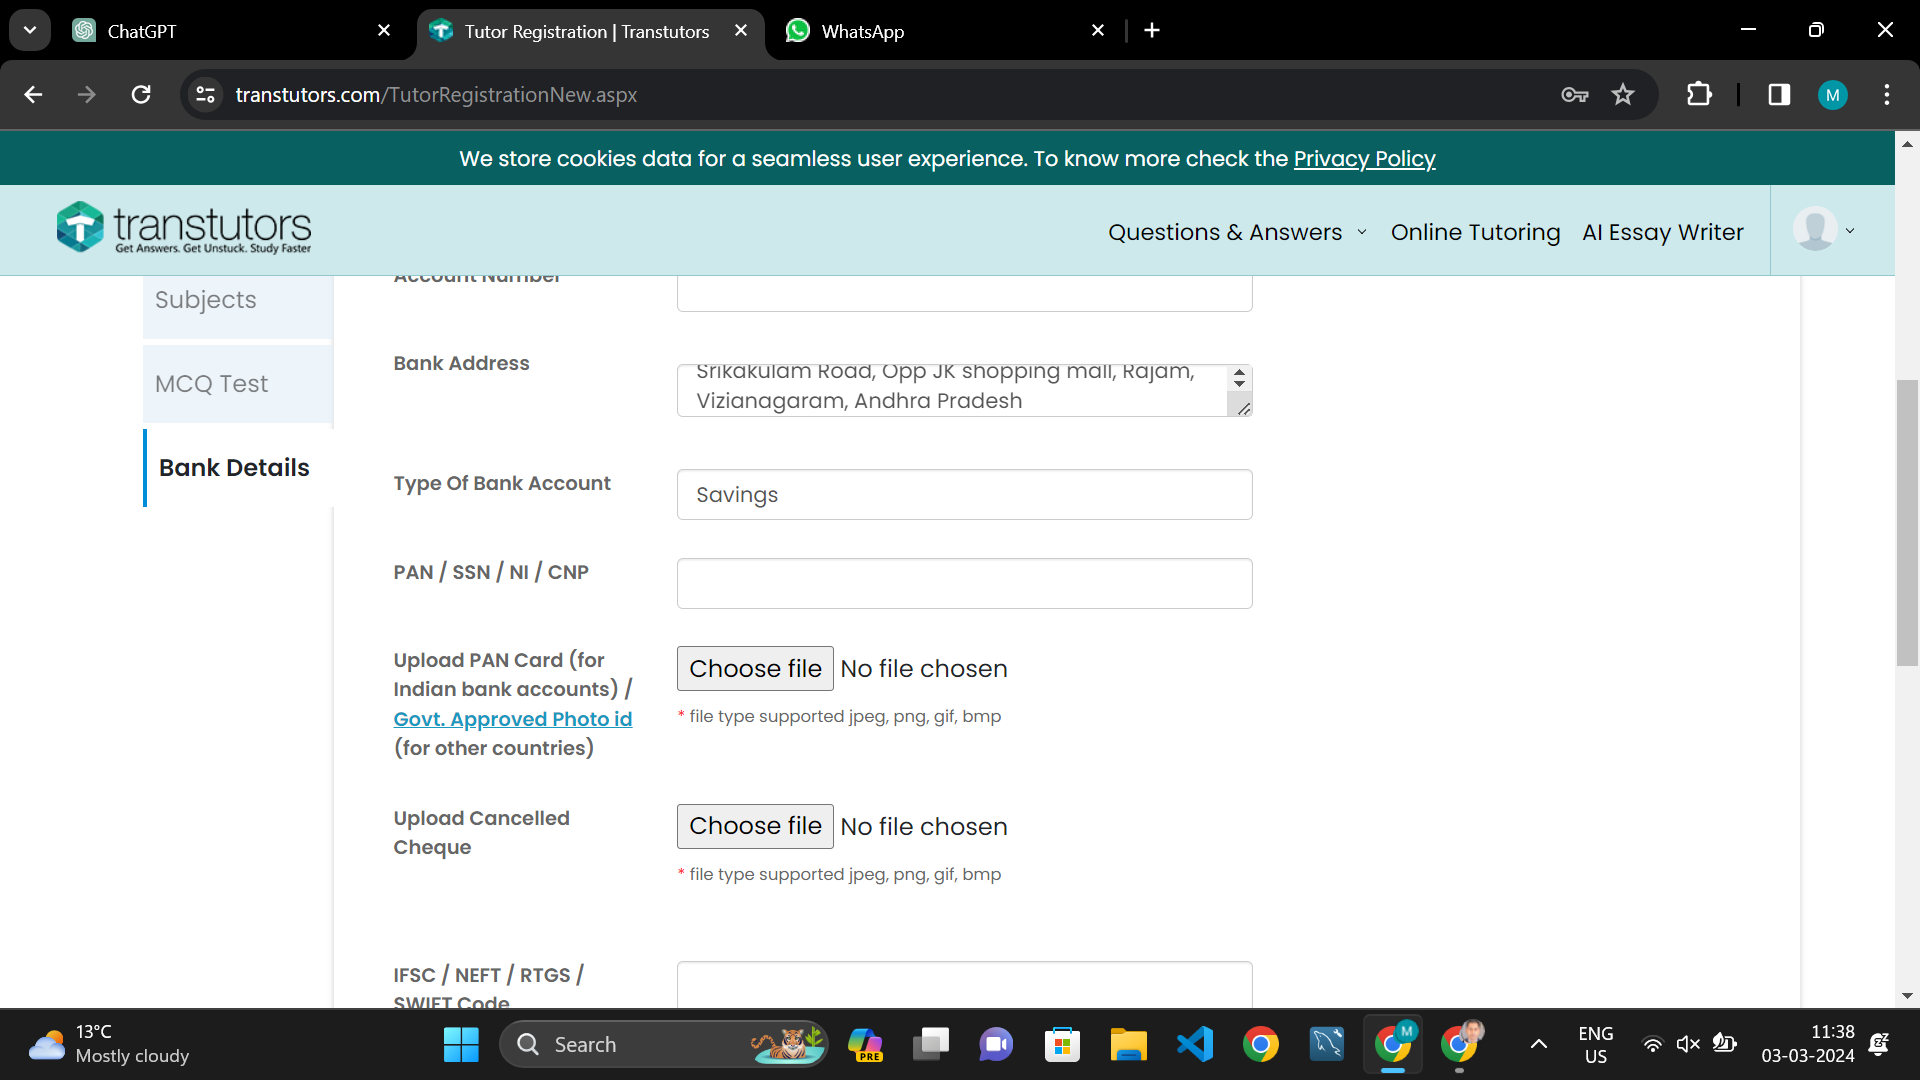 ChatGPT
Tutor Registration | Transtutors
WhatsApp
transtutors.com/TutorRegistrationNew.aspx
M
We store cookies data for a seamless user experience. To know more check the Privacy Policy
transtutors
Get Answers. Get Unstuck. Study Faster
Questions & Answers
Online Tutoring
AI Essay Writer
Subjects
MCQ Test
Bank Details
Account Number
Bank Address
Srikakulam Road, Opp JK shopping mall, Rajam,
Vizianagaram, Andhra Pradesh
Type Of Bank Account
Savings
PAN / SSN / NI / CNP
Upload PAN Card (for
Indian bank accounts) /
Govt. Approved Photo id
(for other countries)
Choose file No file chosen
* file type supported jpeg, png, gif, bmp
Upload Cancelled
Cheque
Choose file No file chosen
* file type supported jpeg, png, gif, bmp
IFSC / NEFT / RTGS /
SWIFT Code
13°C
Mostly cloudy
Search
PRE
M
ENG
US
11:38
03-03-2024